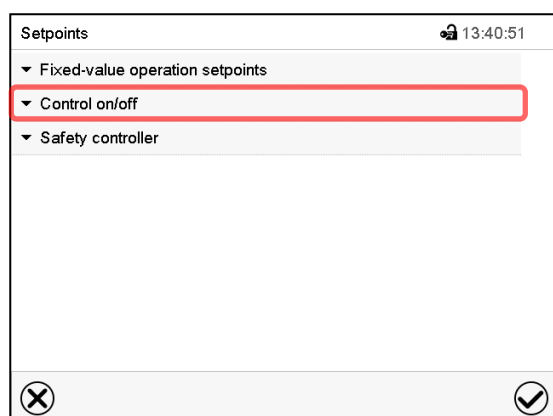 Setpoints 13:40:51
Fixed-value operation setpoints
Control on/off
Safety controller